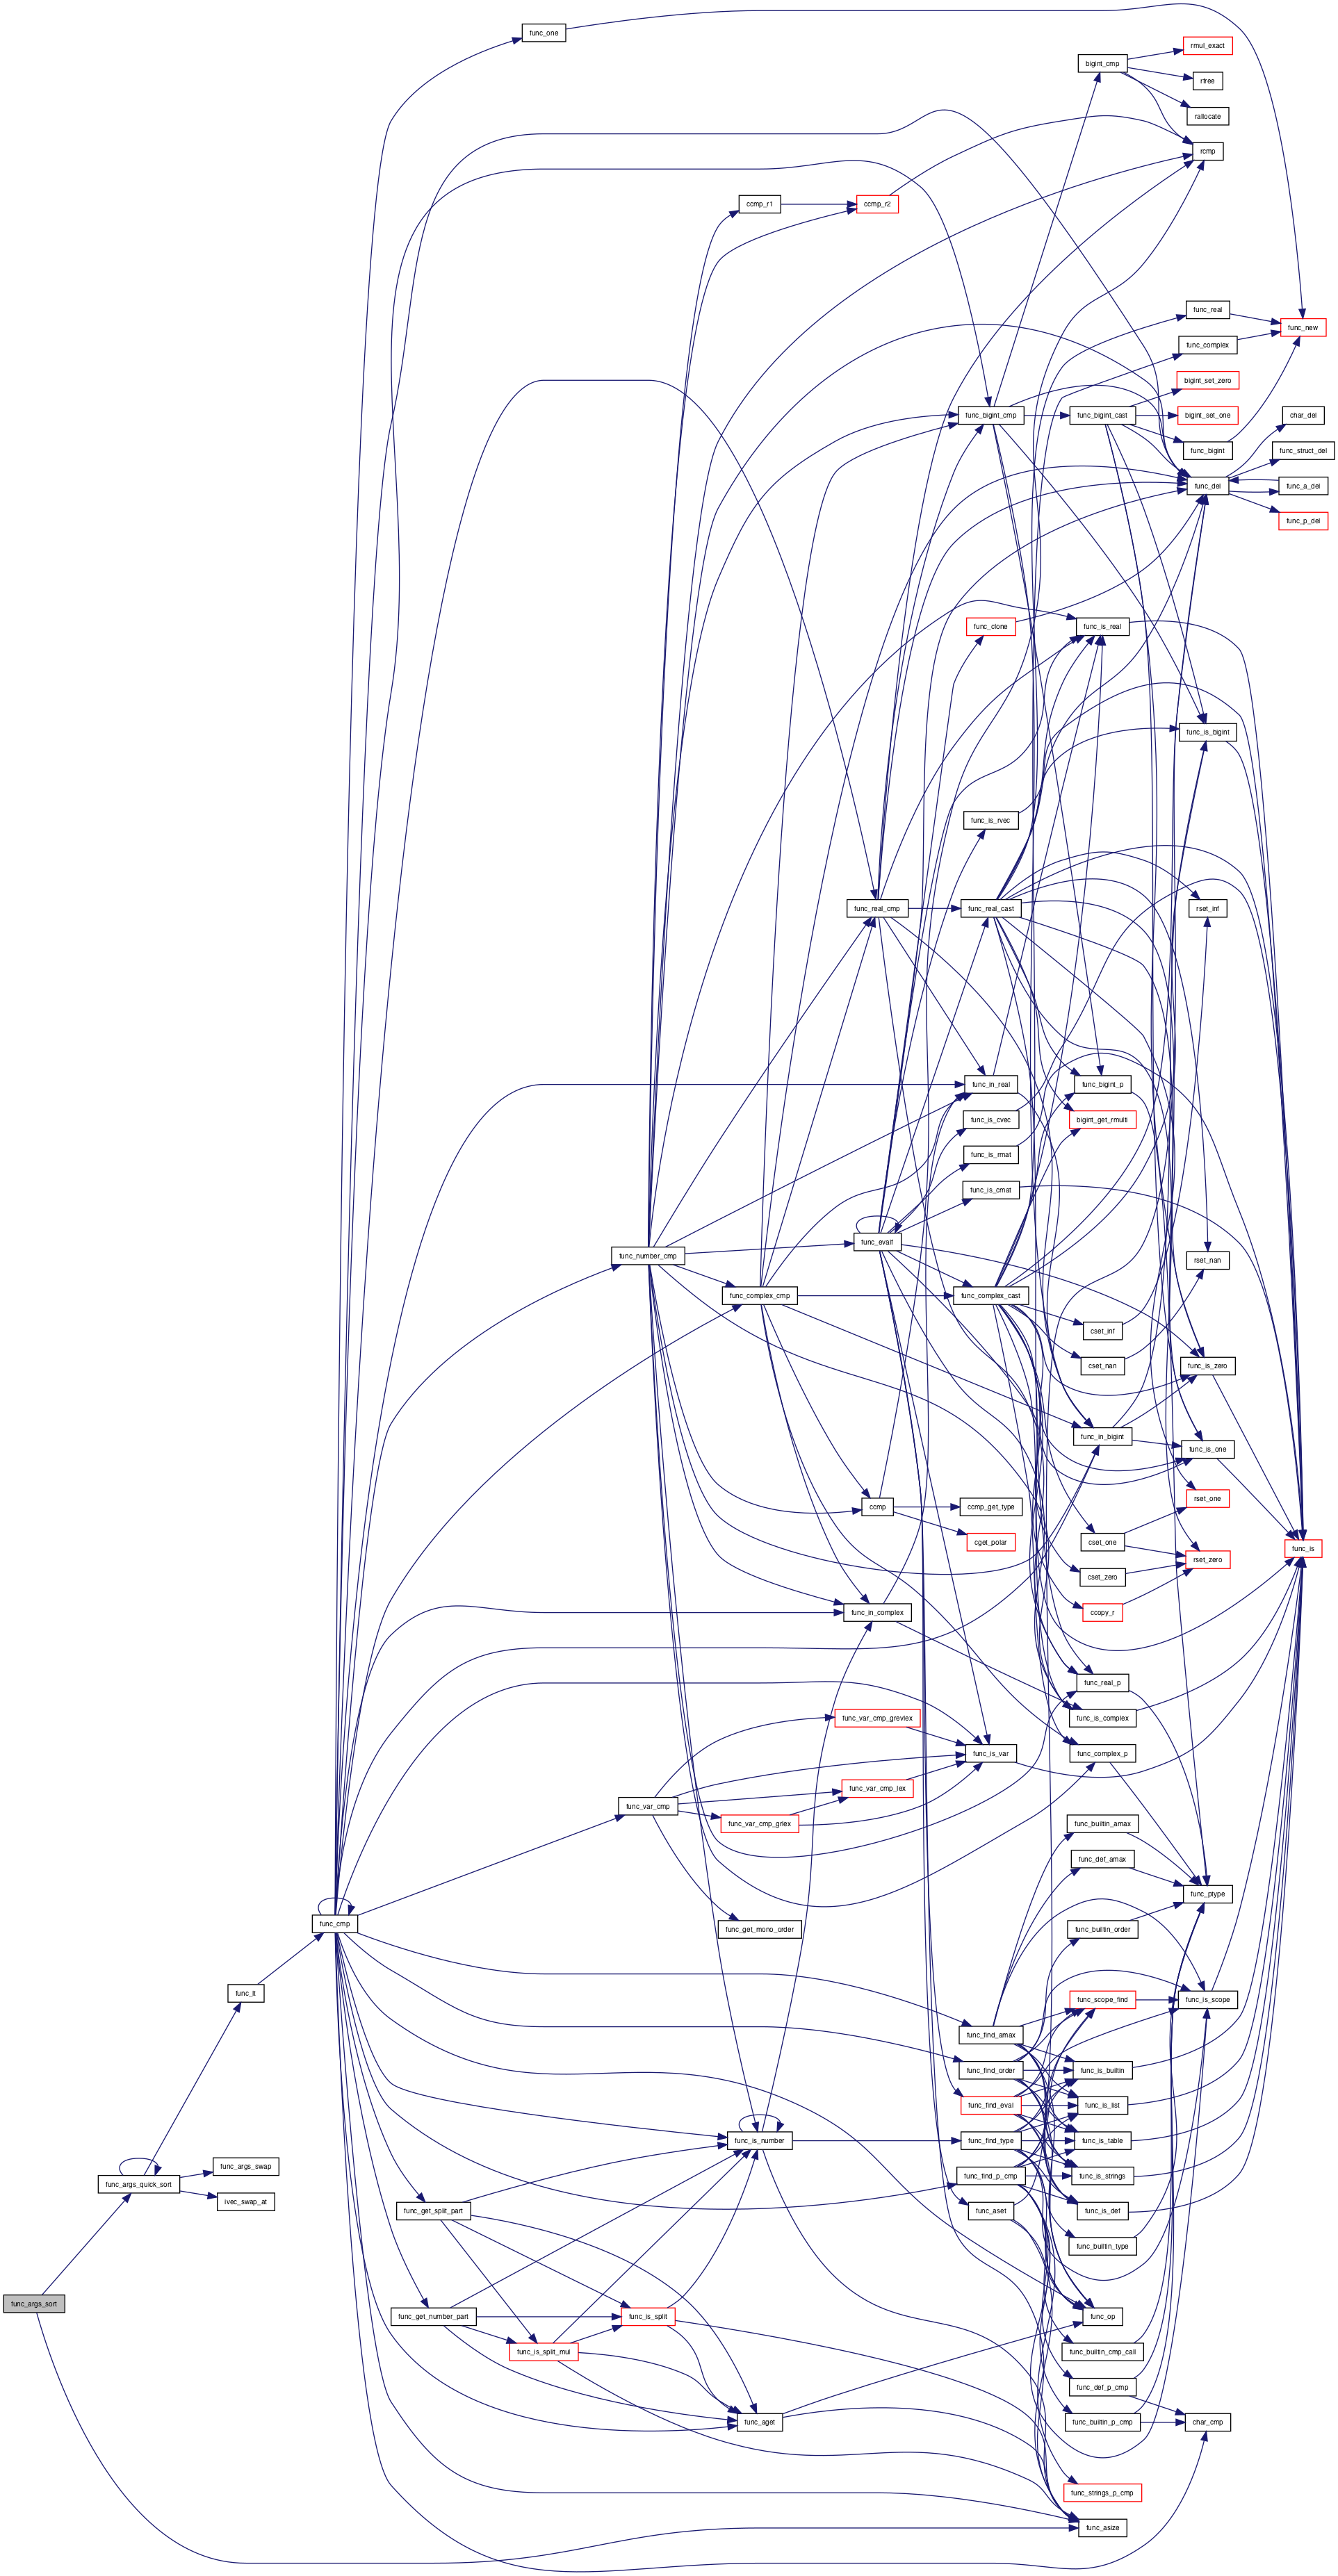 func_one
rmul_exact
bigint_cmp
rfree
rallocate
rcmp
ccmp_r1
ccmp_r2
func_real
func_new
func_complex
bigint_set_zero
func_bigint_cmp
func_bigint_cast
bigint_set_one
char_del
func_bigint
func_struct_del
func_del
func_a_del
func_p_del
func_clone
func_is_real
func_is_bigint
func_is_rvec
func_real_cmp
func_real_cast
rset_inf
func_in_real
func_bigint_p
func_is_cvec
bigint_get_rmulti
func_is_rmat
func_is_cmat
func_evalf
func_number_cmp
rset_nan
func_complex_cmp
func_complex_cast
cset_inf
cset_nan
func_is_zero
func_in_bigint
func_is_one
rset_one
ccmp
ccmp_get_type
cget_polar
cset_one
func_is
rset_zero
cset_zero
func_in_complex
ccopy_r
func_real_p
func_var_cmp_grevlex
func_is_complex
func_is_var
func_complex_p
func_var_cmp_lex
func_var_cmp
func_var_cmp_grlex
func_builtin_amax
func_def_amax
func_ptype
func_cmp
func_get_mono_order
func_builtin_order
func_lt
func_scope_find
func_is_scope
func_find_amax
func_find_order
func_is_builtin
func_find_eval
func_is_list
func_is_number
func_find_type
func_is_table
func_args_swap
func_args_quick_sort
func_find_p_cmp
func_is_strings
ivec_swap_at
func_get_split_part
func_aset
func_is_def
func_builtin_type
func_args_sort
func_get_number_part
func_is_split
func_op
func_is_split_mul
func_builtin_cmp_call
func_def_p_cmp
func_aget
func_builtin_p_cmp
char_cmp
func_strings_p_cmp
func_asize